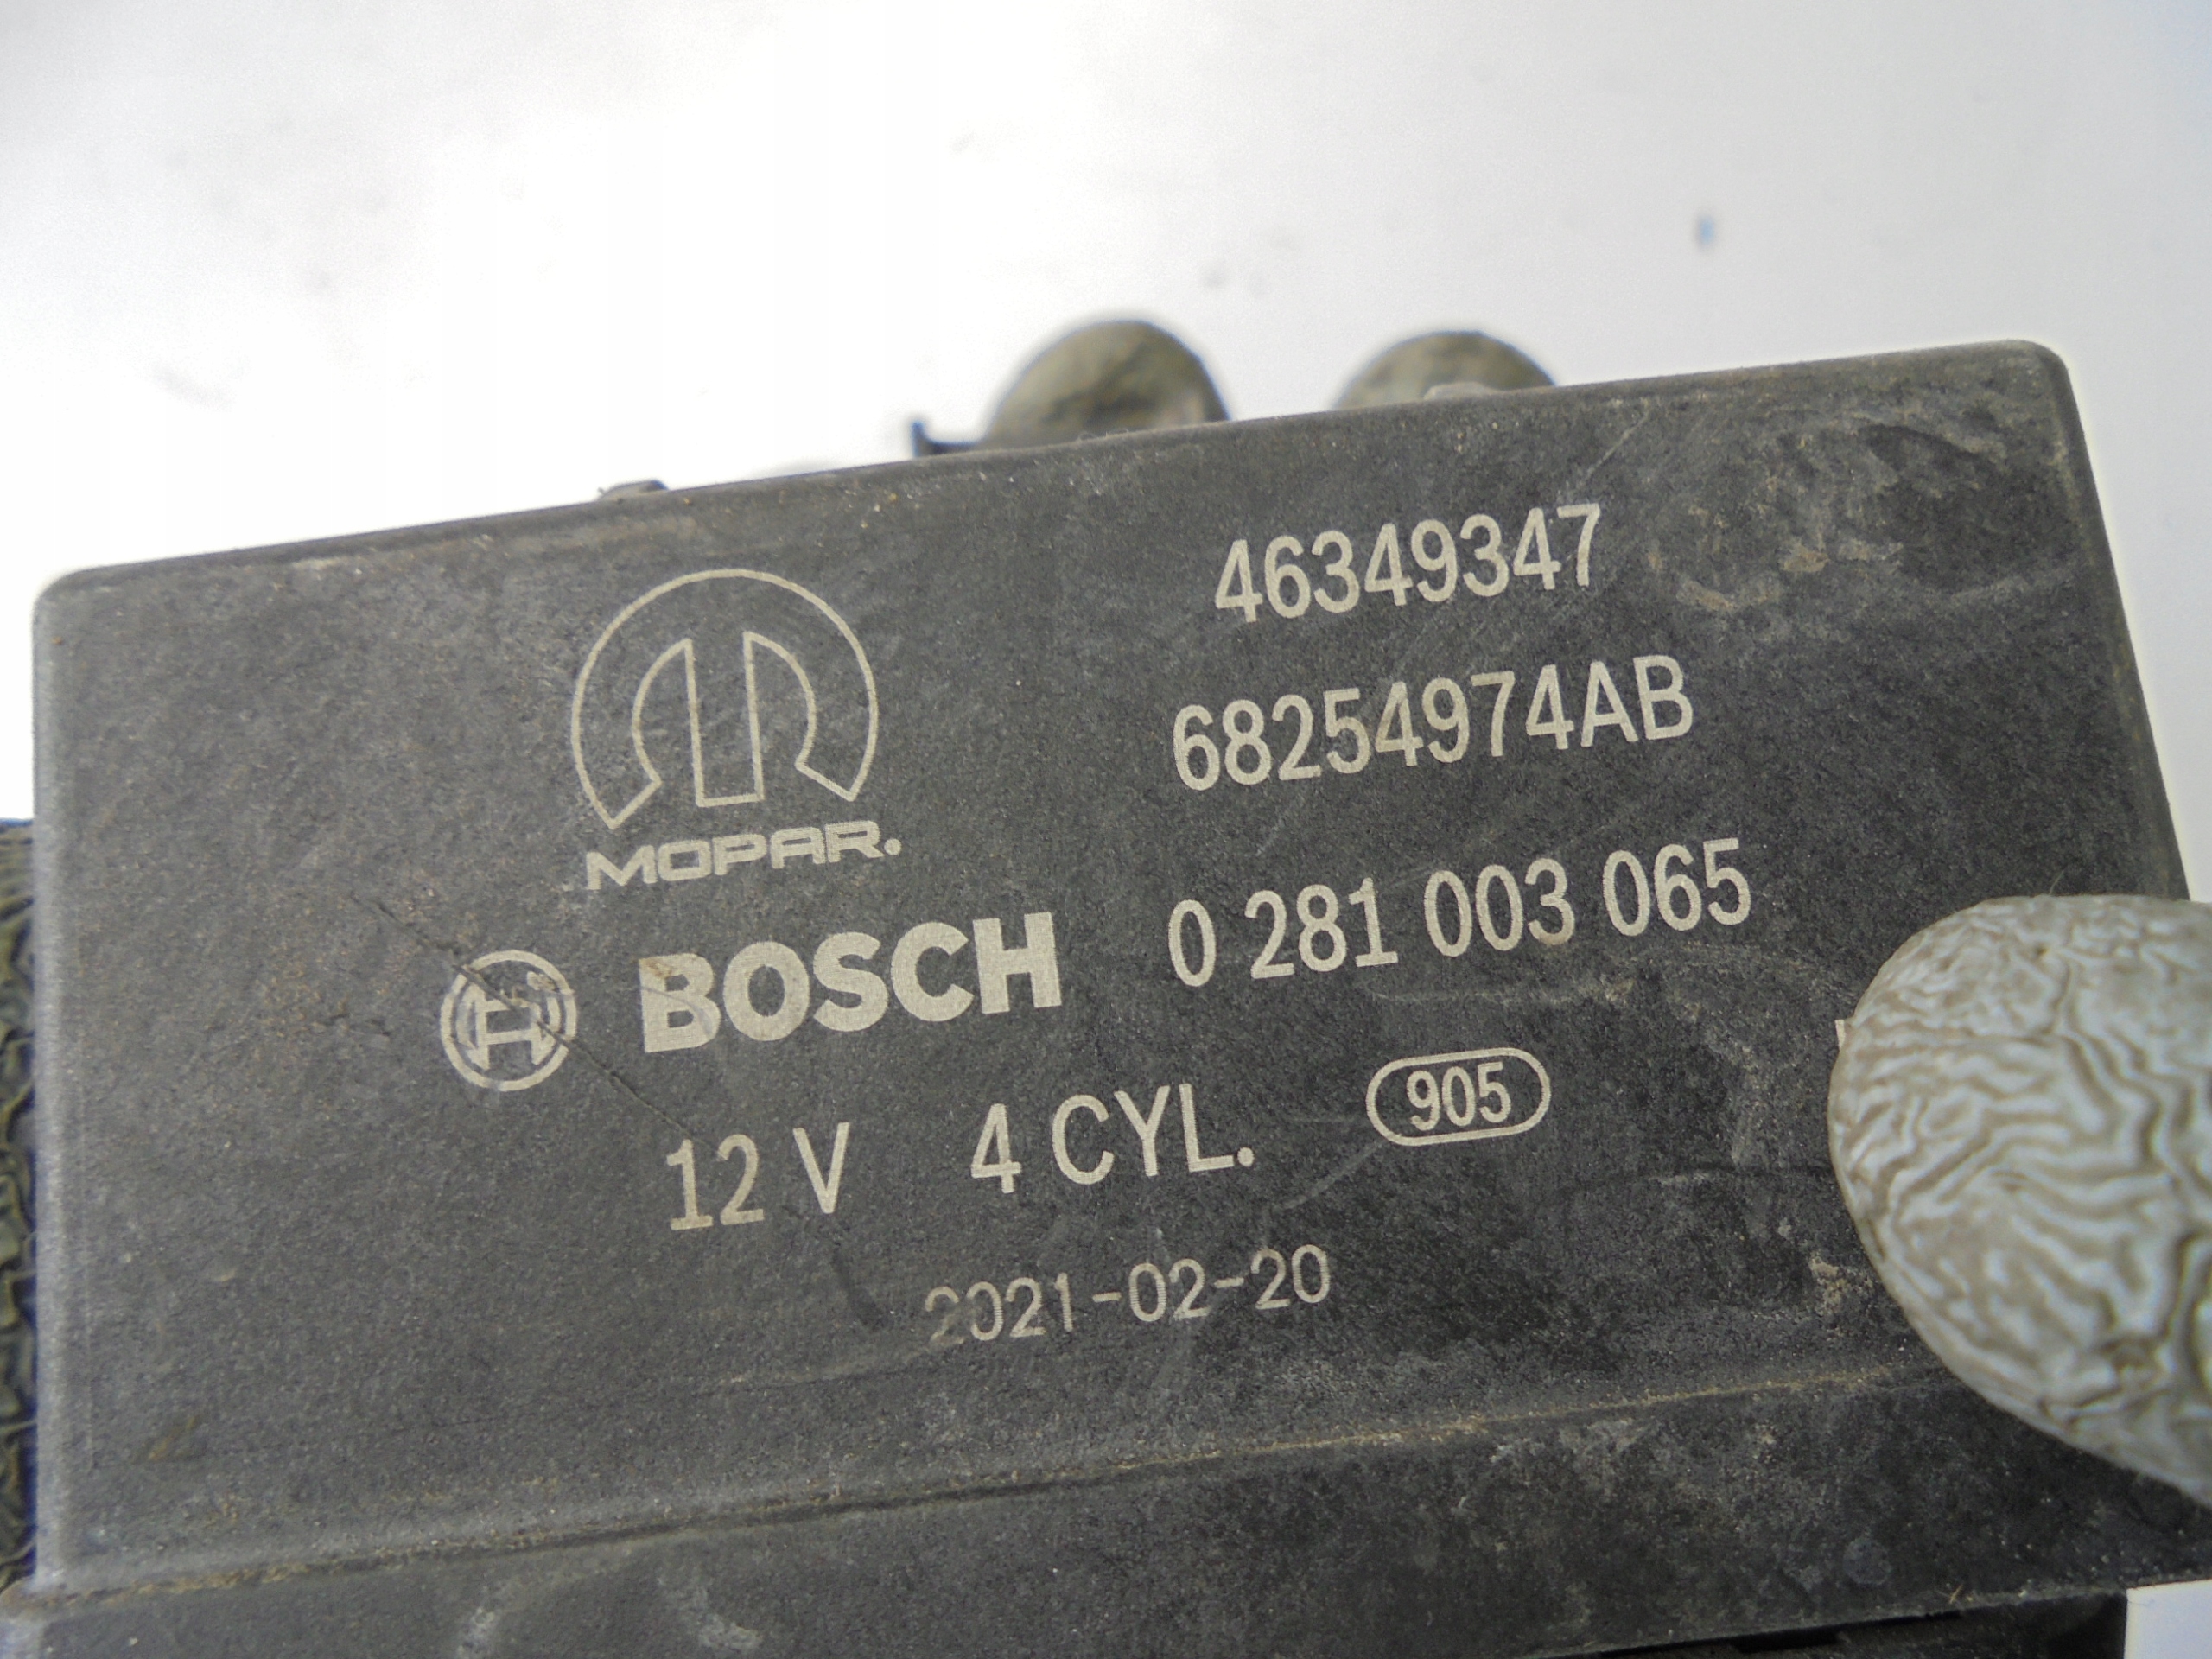 46349347
68254974AB
MOPAR.
BOSCH 0 281 003 065
12 V 4 CYL. 905
2021-02-20